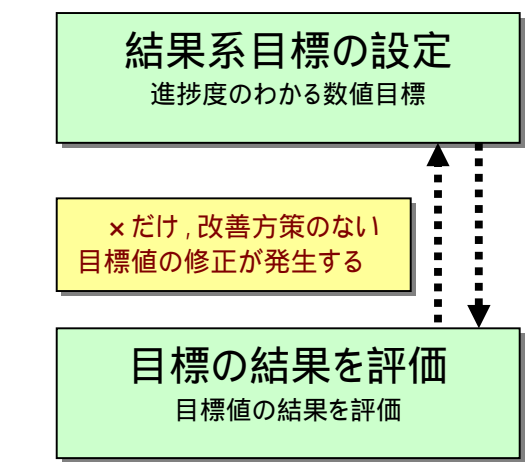 結果系目標の設定
進捗度のわかる数値目標
×だけ，改善方策のない
目標値の修正が発生する
目標の結果を評価
目標値の結果を評価